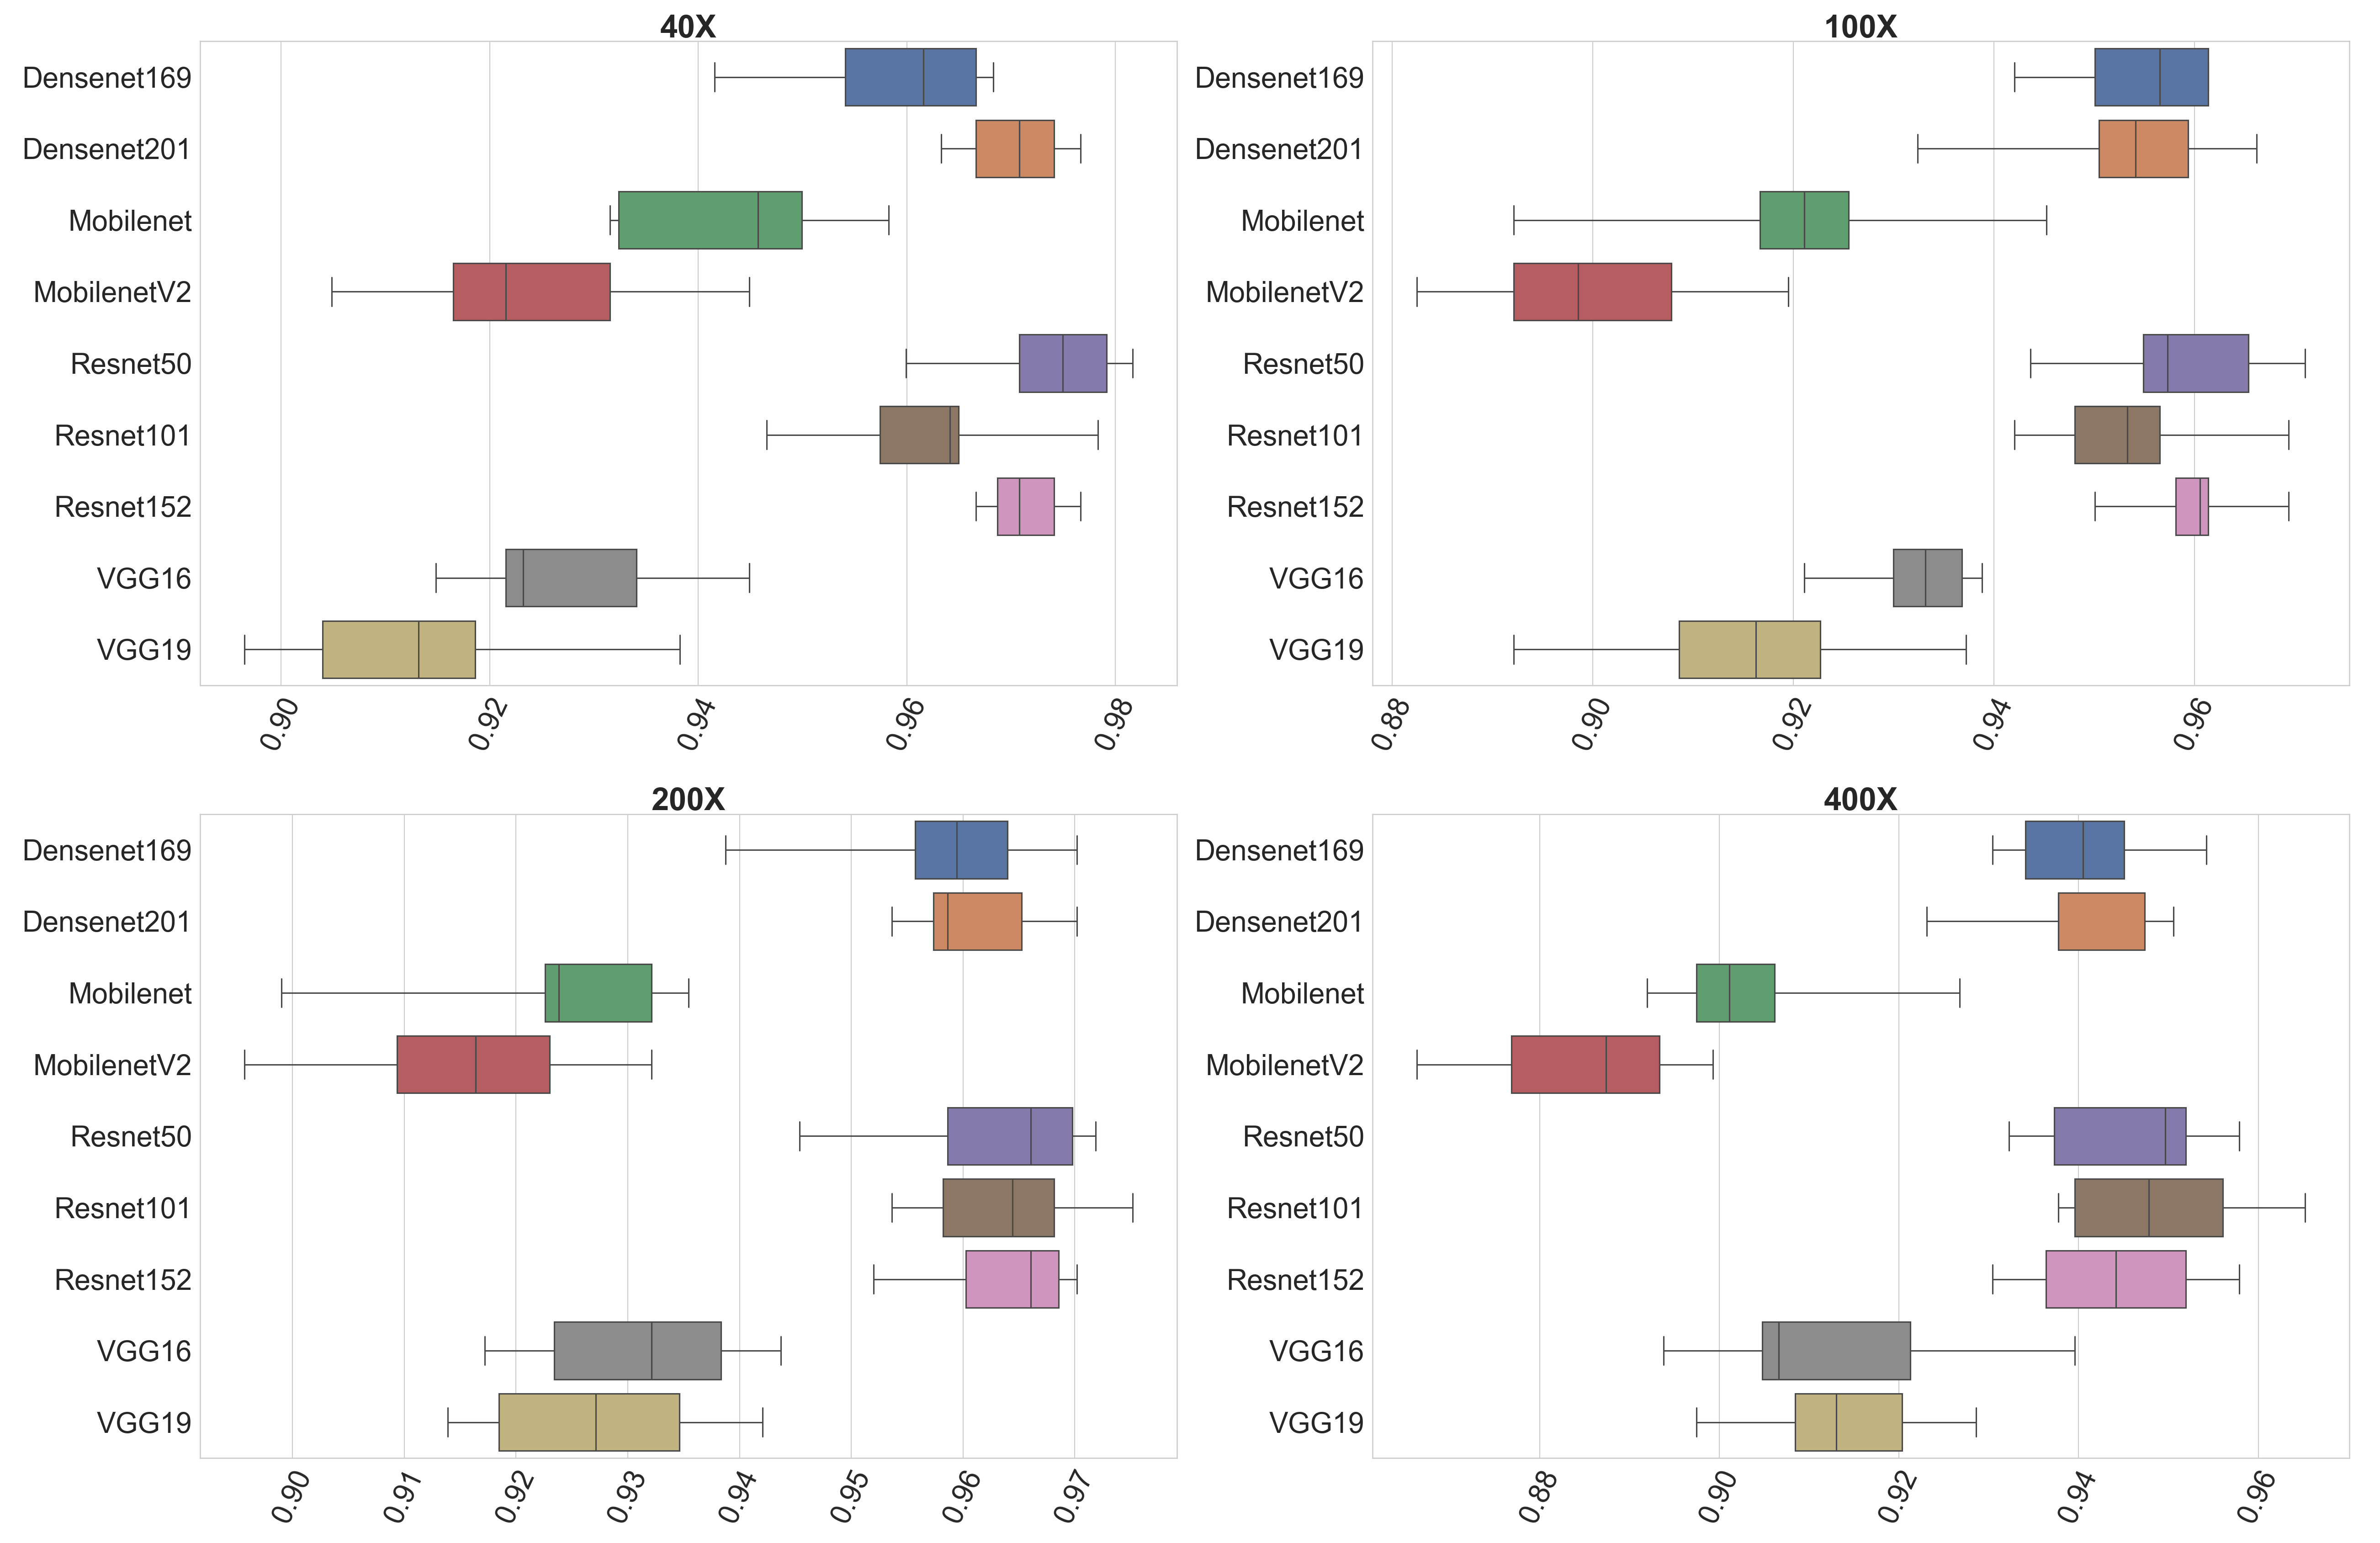 40X
Densenet169
Densenet201
Mobilenet
MobilenetV2
Resnet50
Resnet101
Resnet152
VGG16
VGG19
0.90 0.92 0.94 0.96 0.98
100X
Densenet169
Densenet201
Mobilenet
MobilenetV2
Resnet50
Resnet101
Resnet152
VGG16
VGG19
0.88 0.90 0.92 0.94 0.96
200X
Densenet169
Densenet201
Mobilenet
MobilenetV2
Resnet50
Resnet101
Resnet152
VGG16
VGG19
0.90 0.91 0.92 0.93 0.94 0.95 0.96 0.97
400X
Densenet169
Densenet201
Mobilenet
MobilenetV2
Resnet50
Resnet101
Resnet152
VGG16
VGG19
0.88 0.90 0.92 0.94 0.96